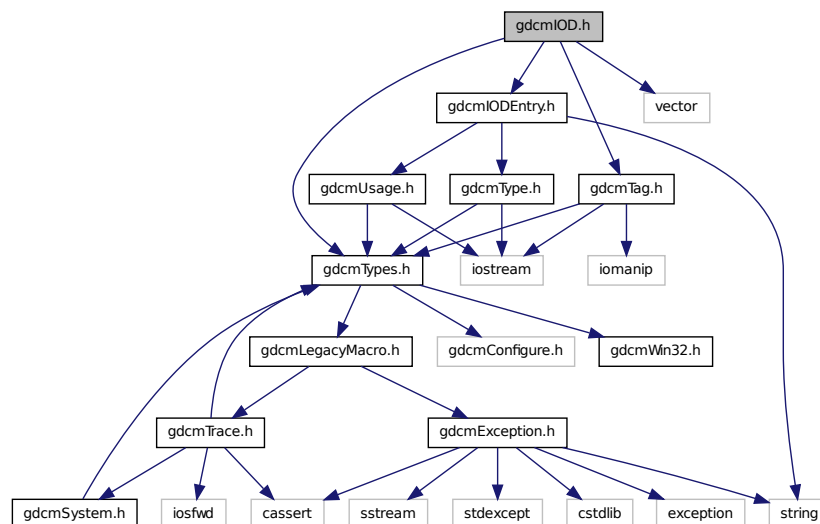 gdcmIOD.h
gdcmIODEntry.h
vector
gdcmUsage.h
gdcmType.h
gdcmTag.h
gdcmTypes.h
iostream
iomanip
gdcmLegacyMacro.h
gdcmConfigure.h
gdcmWin32.h
gdcmTrace.h
gdcmException.h
gdcmSystem.h
iosfwd
cassert
sstream
stdexcept
cstdlib
exception
string